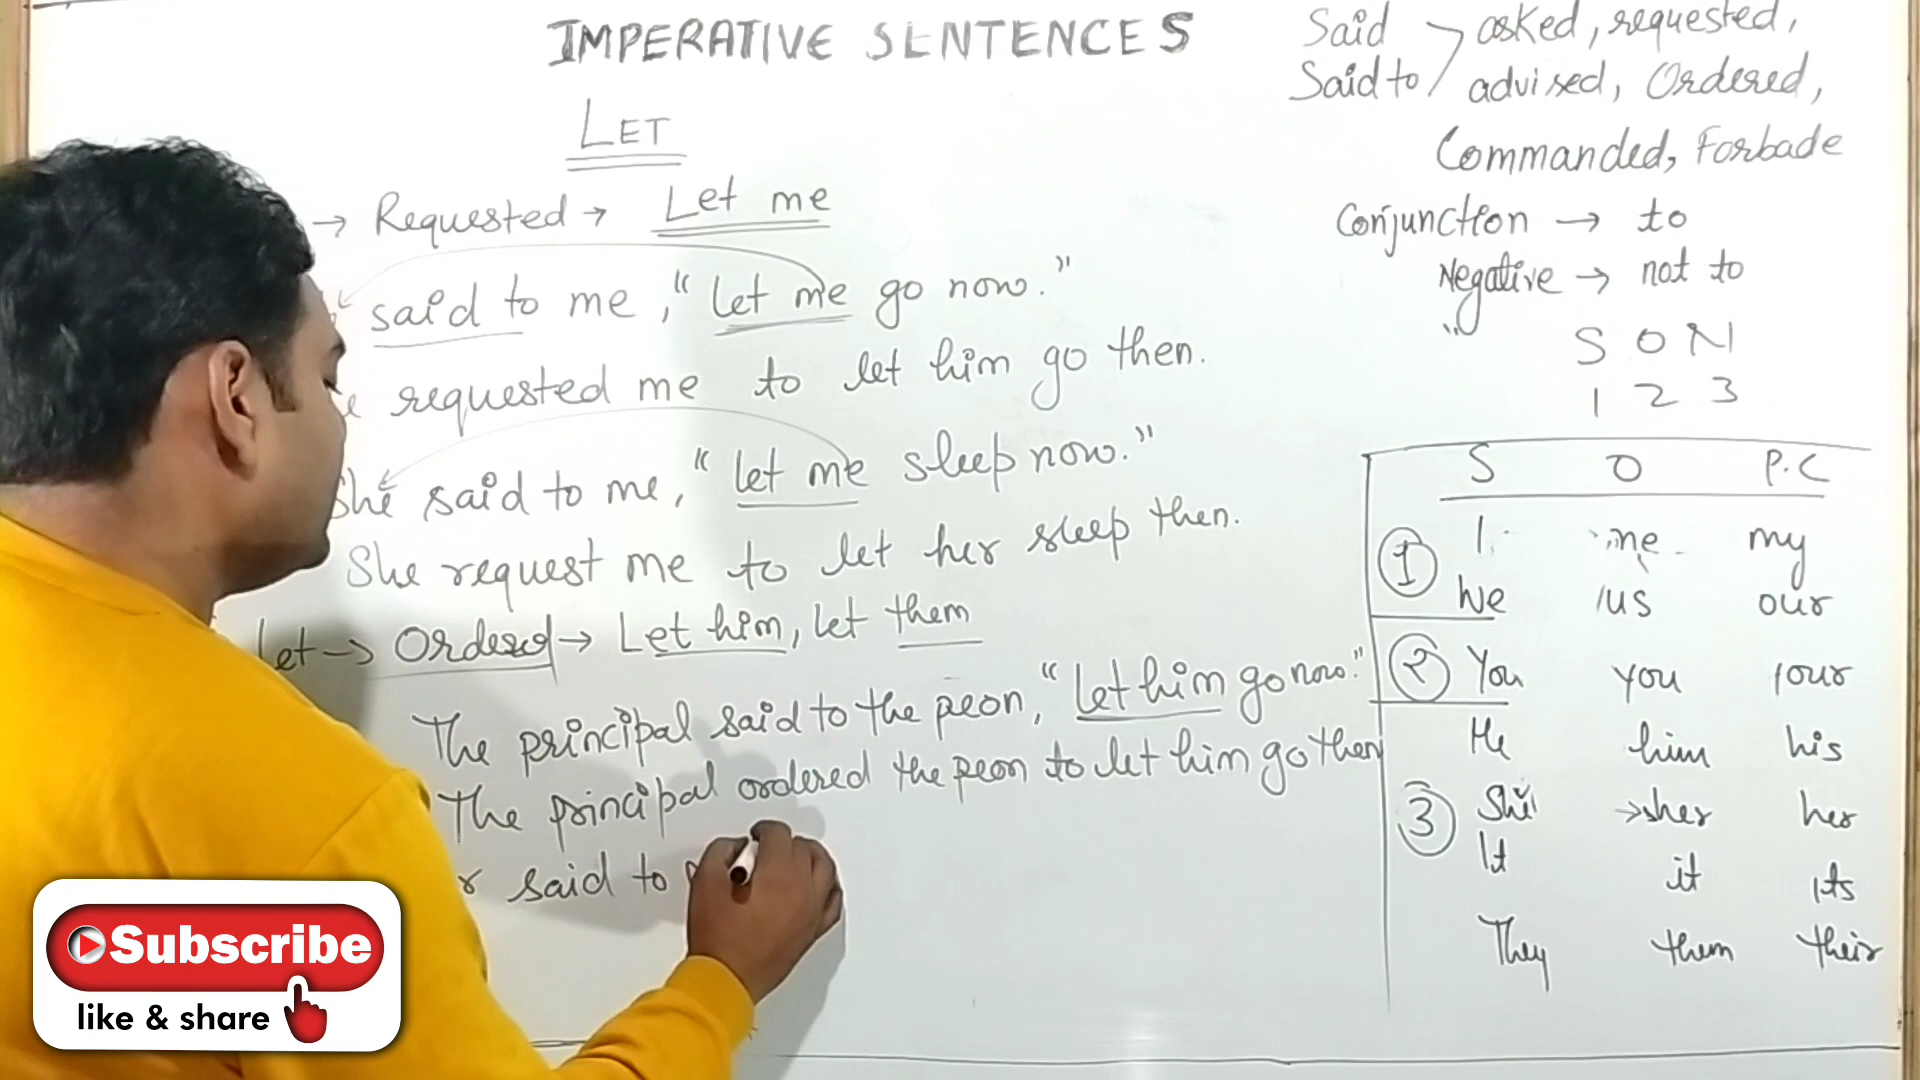 IMPERATIVE SENTENCES
LET
→ Requested → Let me
said to me, "let me go now."
requested me to let him go then.
She said to me, "let me sleep now."
She request me to let her sleep then.
Let → Ordered → Let him, let them
The principal said to the peon, "Let him go now."
The principal ordered the peon to let him go then
said to
Said
Said to
asked, requested,
advised, Ordered,
Commanded, Forbade
Conjunction → to
Negative → not to
"
S O N
1 2 3
S O P.C
1 I me my
We us our
2 You you your
He him his
3 She → her her
It it its
They them their
Subscribe
like & share